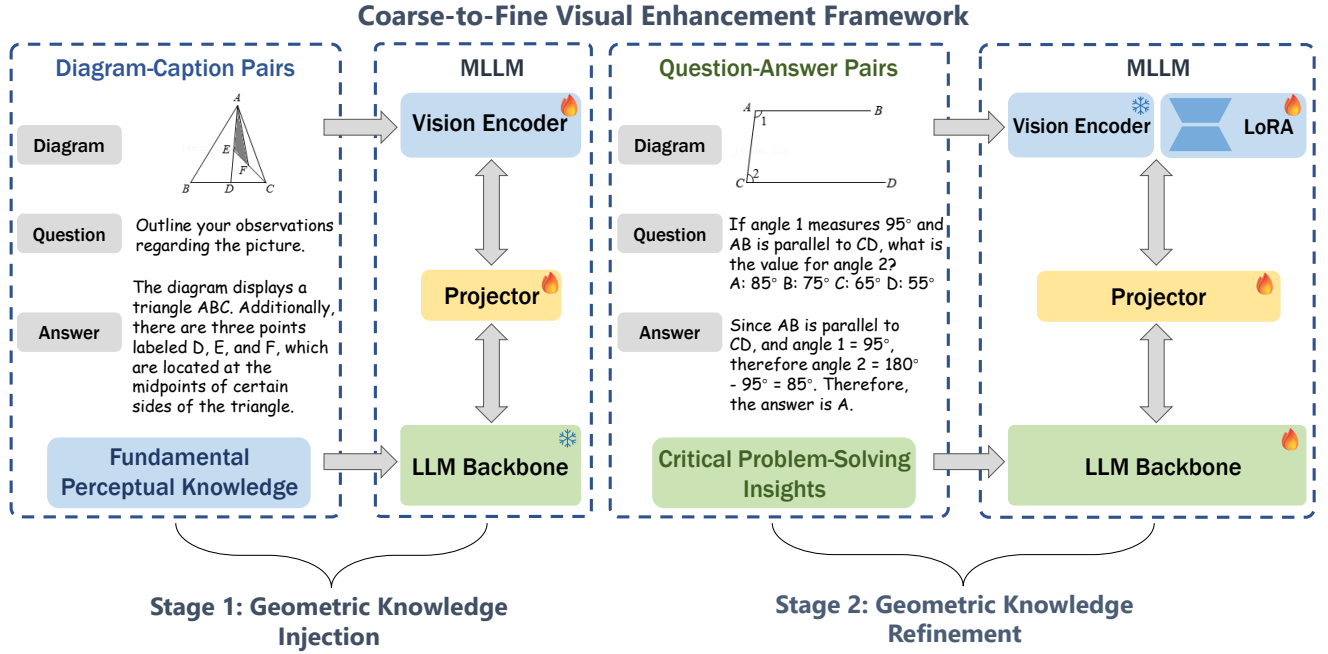 Coarse-to-Fine Visual Enhancement Framework
Diagram-Caption Pairs
Diagram
A
E
F
B
D
C
Question
Outline your observations
regarding the picture.
Answer
The diagram displays a
triangle ABC. Additionally,
there are three points
labeled D, E, and F, which
are located at the
midpoints of certain
sides of the triangle.
Fundamental
Perceptual Knowledge
MLLM
Vision Encoder
Projector
LLM Backbone
Stage 1: Geometric Knowledge
Injection
Question-Answer Pairs
Diagram
A
B
1
2
C
D
Question
If angle 1 measures 95° and
AB is parallel to CD, what is
the value for angle 2?
A: 85° B: 75° C: 65° D: 55°
Answer
Since AB is parallel to
CD, and angle 1 = 95°,
therefore angle 2 = 180°
- 95° = 85°. Therefore,
the answer is A.
Critical Problem-Solving
Insights
MLLM
Vision Encoder
LoRA
Projector
LLM Backbone
Stage 2: Geometric Knowledge
Refinement